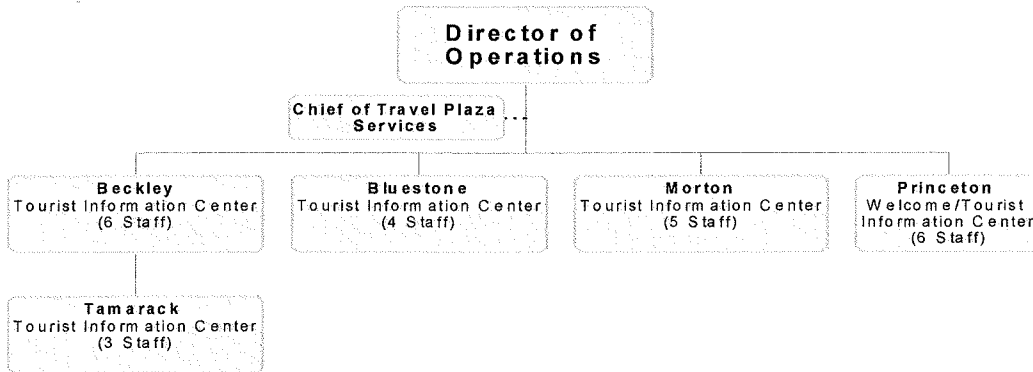 Director of
Operations
Chief of Travel Plaza
Services
Beckley
Tourist Information Center
(6 Staff)
Bluestone
Tourist Information Center
(4 Staff)
Morton
Tourist Information Center
(5 Staff)
Princeton
Welcome/Tourist
Information Center
(6 Staff)
Tamarack
Tourist Information Center
(3 Staff)